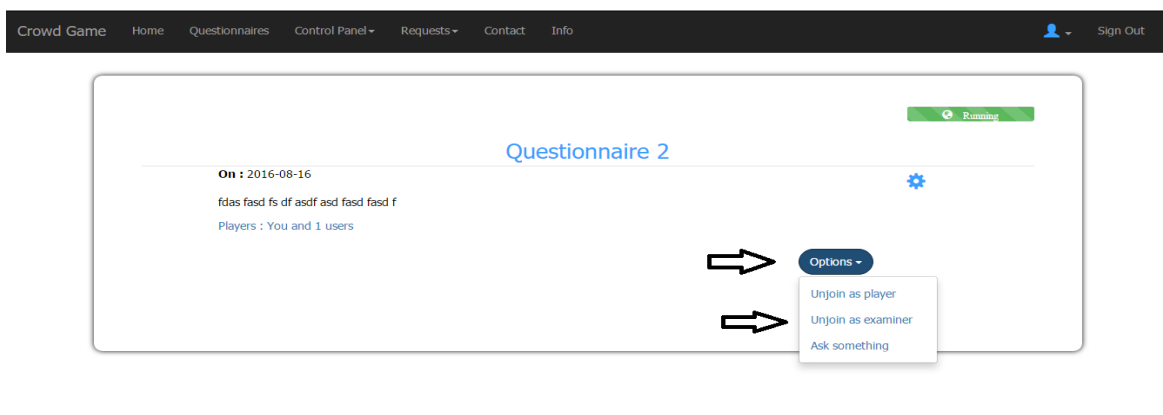 Crowd Game Home Questionnaires Control Panel Requests Contact Info Sign Out
Running
Questionnaire 2
On : 2016-08-16
fdas fasd fs df asdf asd fasd fasd f
Players : You and 1 users
Options
Unjoin as player
Unjoin as examiner
Ask something